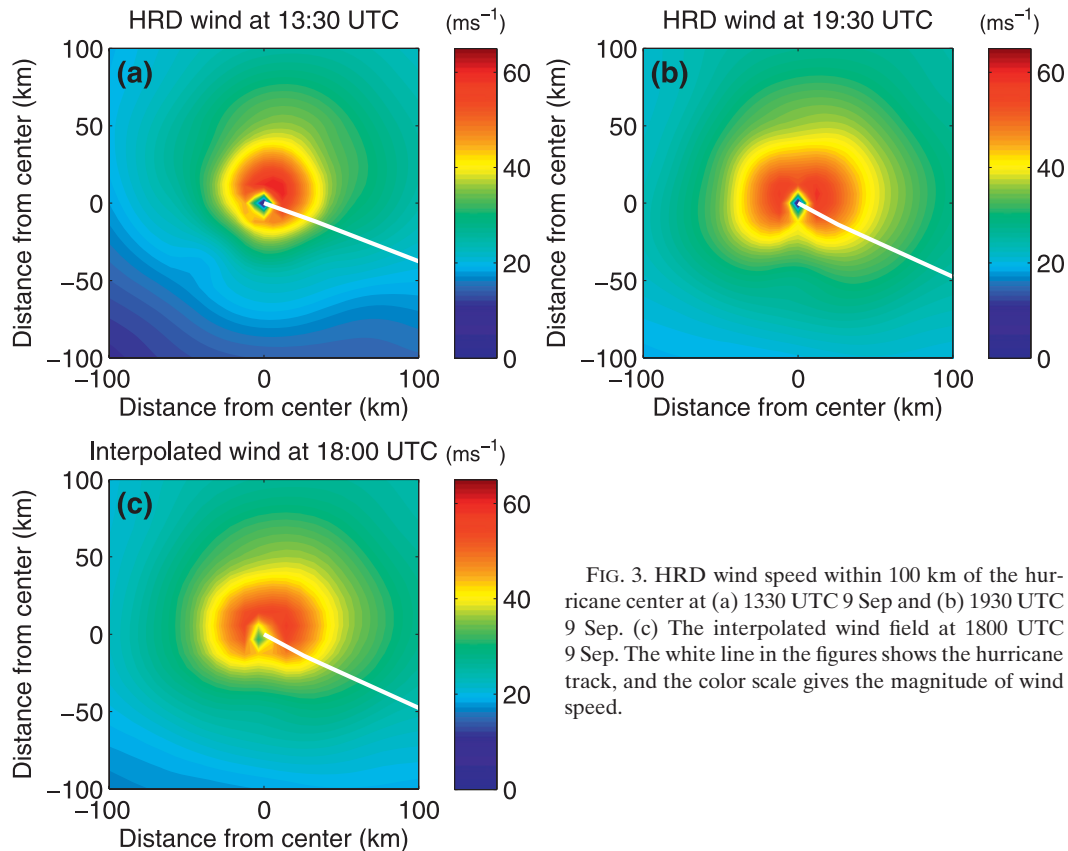 HRD wind at 13:30 UTC (ms⁻¹)
(a)
Distance from center (km)
100
50
0
−50
−100
−100 0 100
Distance from center (km)
60
40
20
0
HRD wind at 19:30 UTC (ms⁻¹)
(b)
Distance from center (km)
100
50
0
−50
−100
−100 0 100
Distance from center (km)
60
40
20
0
Interpolated wind at 18:00 UTC (ms⁻¹)
(c)
Distance from center (km)
100
50
0
−50
−100
−100 0 100
Distance from center (km)
60
40
20
0
FIG. 3. HRD wind speed within 100 km of the hur-
ricane center at (a) 1330 UTC 9 Sep and (b) 1930 UTC
9 Sep. (c) The interpolated wind field at 1800 UTC
9 Sep. The white line in the figures shows the hurricane
track, and the color scale gives the magnitude of wind
speed.